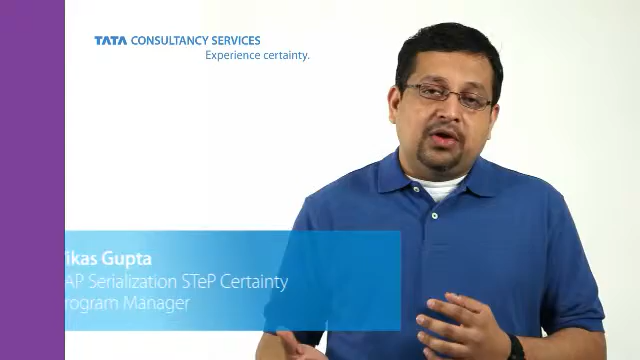 TATA CONSULTANCY SERVICES
Experience certainty.
ikas Gupta
AP Serialization STeP Certainty
rogram Manager